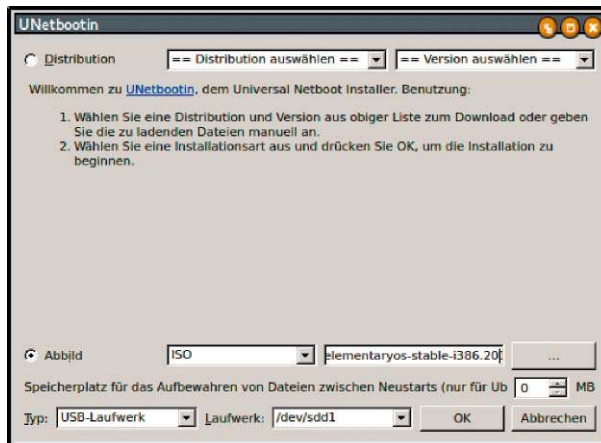 UNetbootin
Distribution == Distribution auswählen == == Version auswählen ==
Willkommen zu UNetbootin, dem Universal Netboot Installer. Benutzung:
1. Wählen Sie eine Distribution und Version aus obiger Liste zum Download oder geben
Sie die zu ladenden Dateien manuell an.
2. Wählen Sie eine Installationsart aus und drücken Sie OK, um die Installation zu
beginnen.
Abbild ISO elementaryos-stable-i386.20 ...
Speicherplatz für das Aufbewahren von Dateien zwischen Neustarts (nur für Ub 0 MB
Typ: USB-Laufwerk Laufwerk: /dev/sdd1 OK Abbrechen